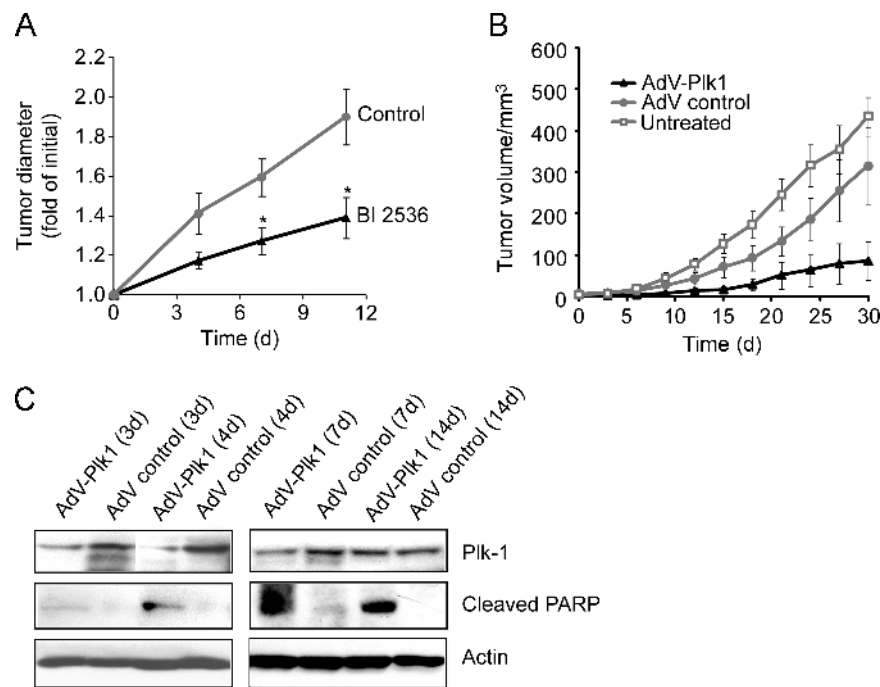 A
Tumor diameter
(fold of initial)
2.2
2.0
1.8
1.6
1.4
1.2
1.0
Control
*
*
BI 2536
0
3
6
9
12
Time (d)
B
Tumor volume/mm³
600
500
400
300
200
100
0
AdV-Plk1
AdV control
Untreated
0
5
10
15
20
25
30
Time (d)
C
AdV-Plk1 (3d)
AdV control (3d)
AdV-Plk1 (4d)
AdV control (4d)
AdV-Plk1 (7d)
AdV control (7d)
AdV-Plk1 (14d)
AdV control (14d)
Plk-1
Cleaved PARP
Actin